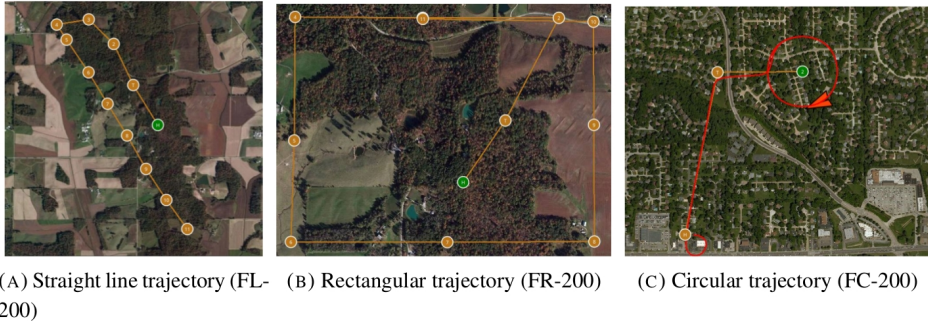 (A) Straight line trajectory (FL-
200)
(B) Rectangular trajectory (FR-200)
(C) Circular trajectory (FC-200)